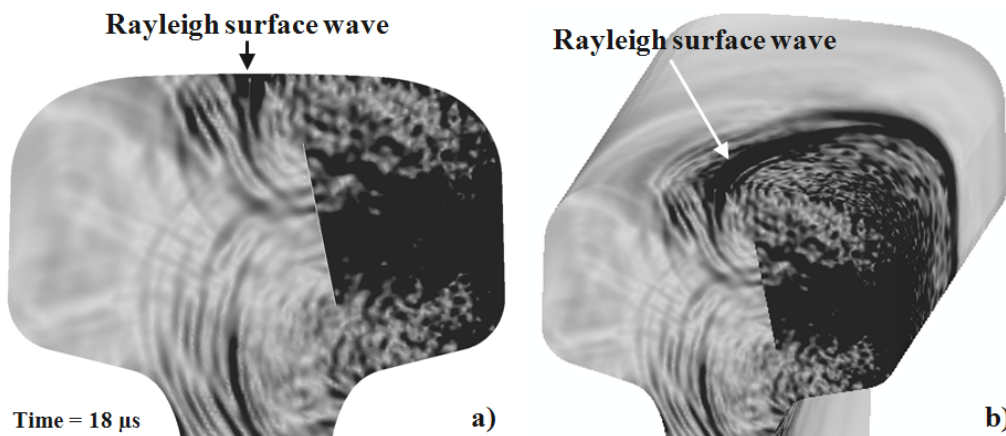 Rayleigh surface wave
Rayleigh surface wave
Time = 18 μs
a)
b)